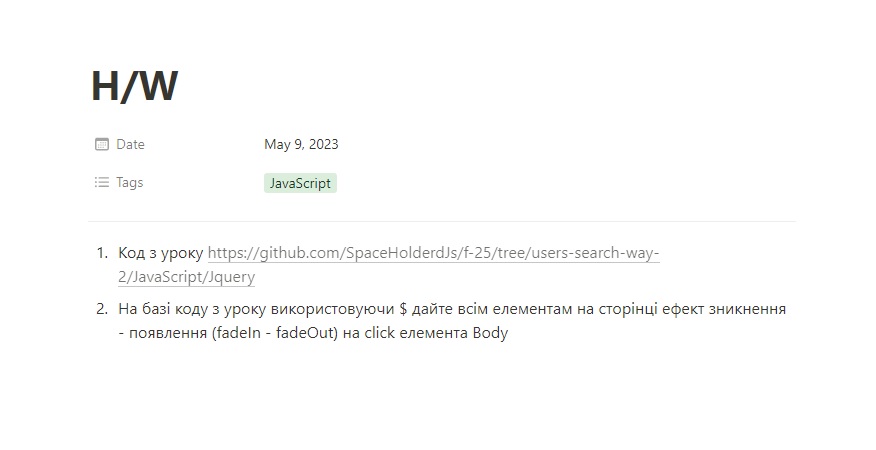 H/W
Date May 9, 2023
Tags JavaScript
1. Код з уроку https://github.com/SpaceHolderdJs/f-25/tree/users-search-way-
2/JavaScript/Jquery
2. На базі коду з уроку використовуючи $ дайте всім елементам на сторінці ефект зникнення
- появлення (fadeIn - fadeOut) на click елемента Body